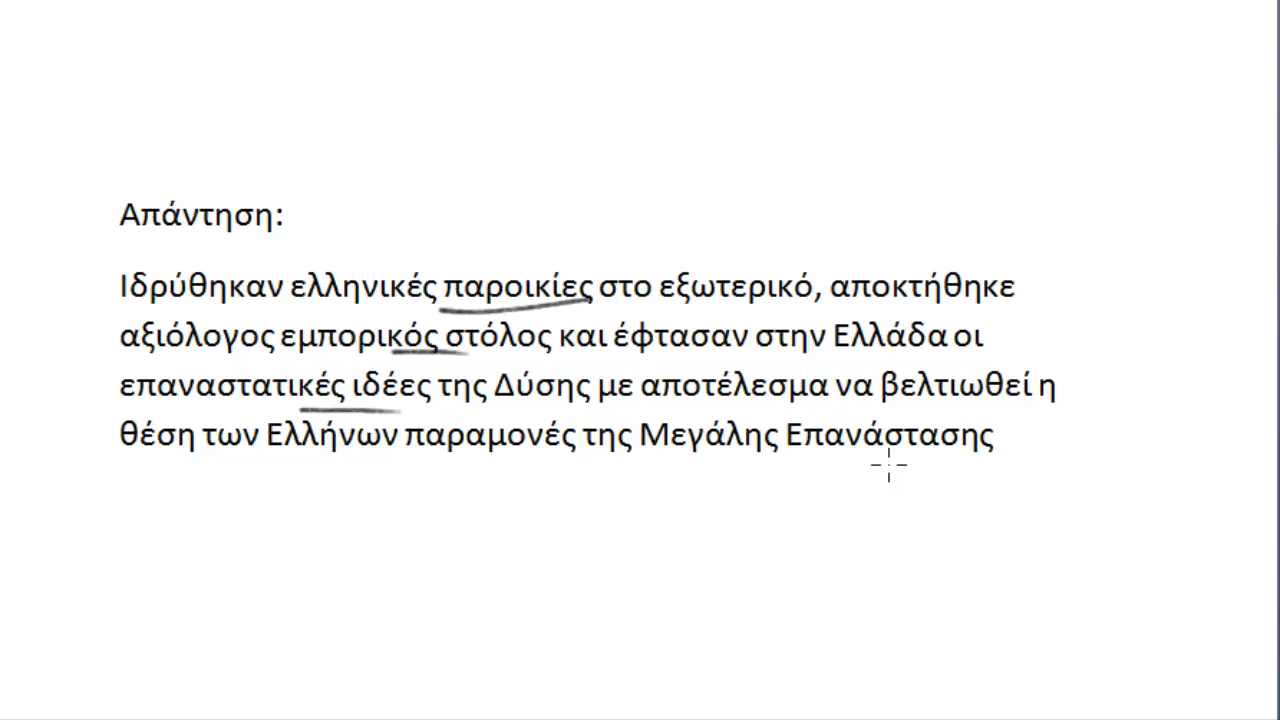 Απάντηση:
Ιδρύθηκαν ελληνικές παροικίες στο εξωτερικό, αποκτήθηκε
αξιόλογος εμπορικός στόλος και έφτασαν στην Ελλάδα οι
επαναστατικές ιδέες της Δύσης με αποτέλεσμα να βελτιωθεί η
θέση των Ελλήνων παραμονές της Μεγάλης Επανάστασης